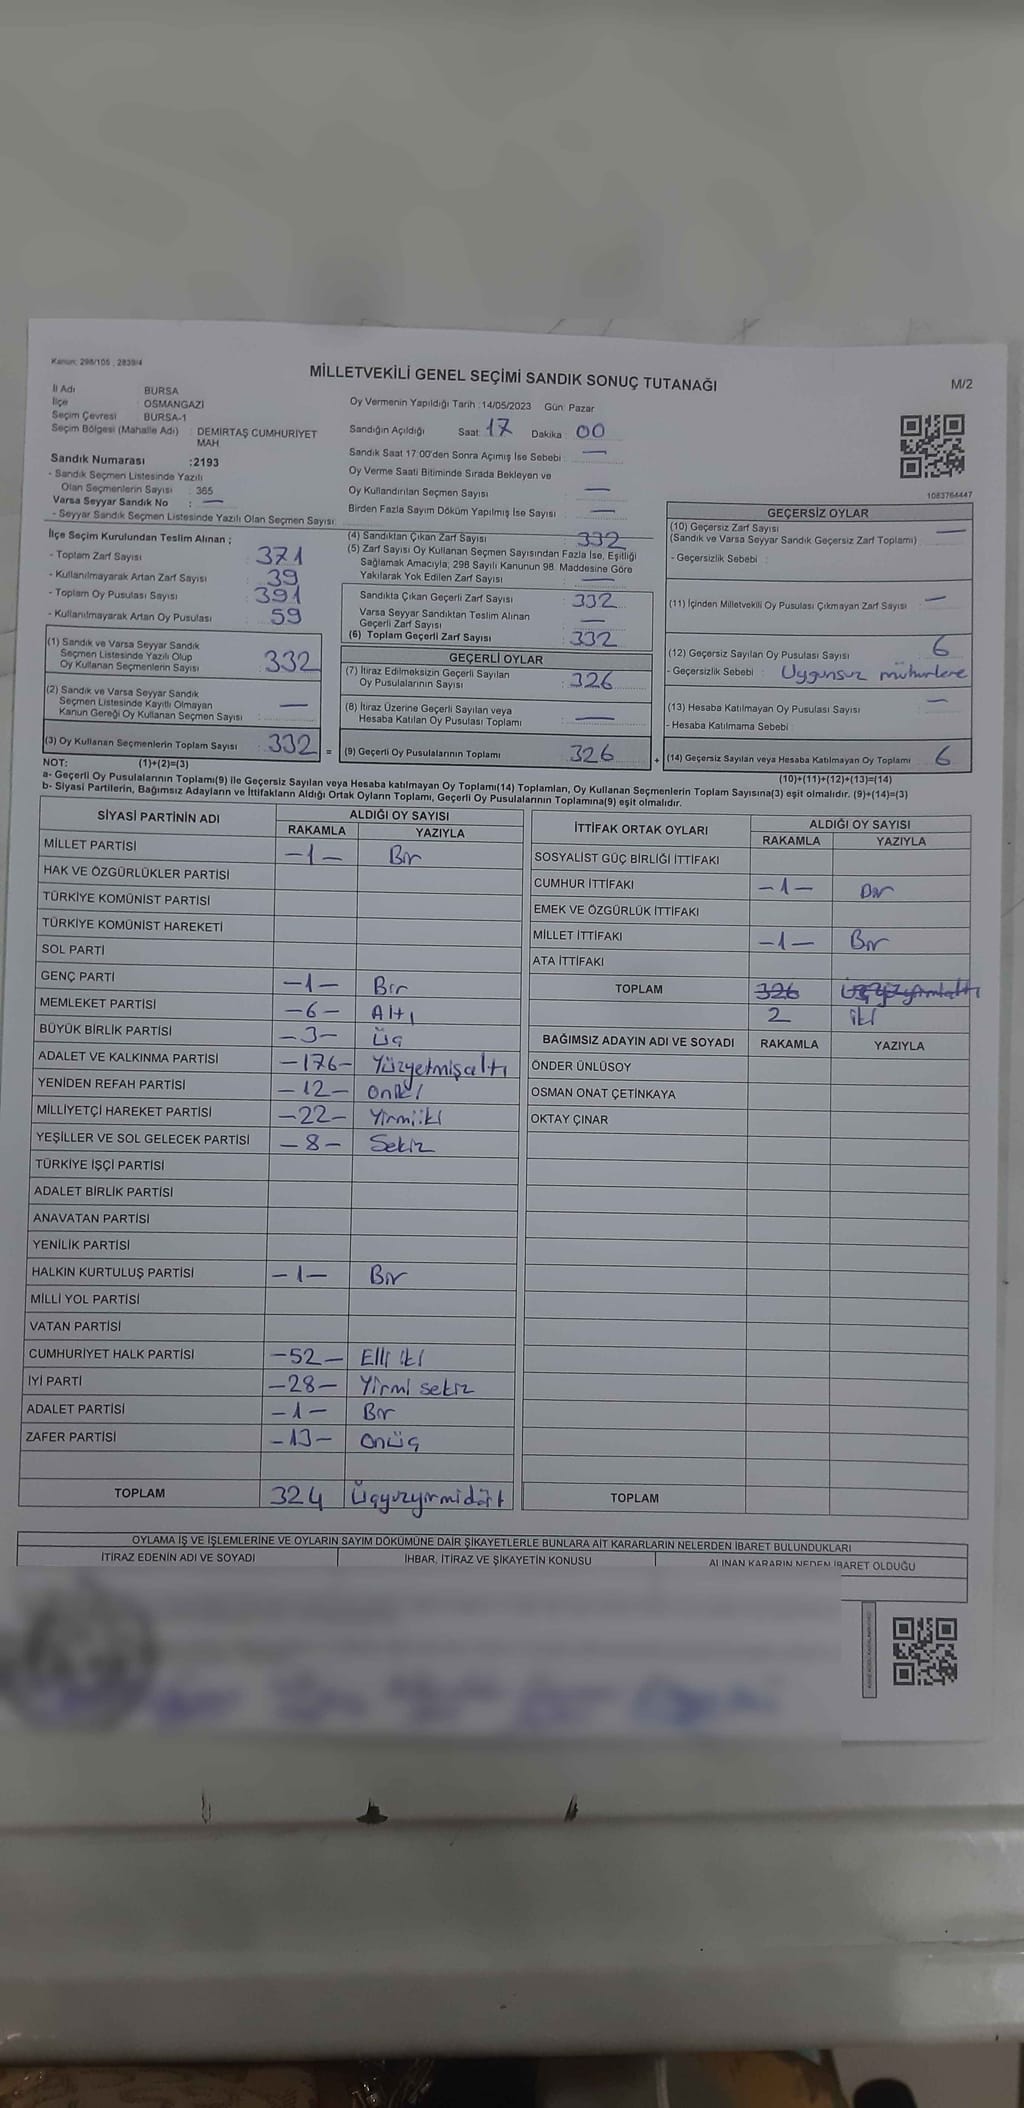 Kanun: 298/105 , 2839/4
MİLLETVEKİLİ GENEL SEÇİMİ SANDIK SONUÇ TUTANAĞI
M/2
İl Adı : BURSA
İlçe : OSMANGAZİ
Seçim Çevresi : BURSA-1
Seçim Bölgesi (Mahalle Adı) : DEMİRTAŞ CUMHURİYET MAH
Sandık Numarası :2193
- Sandık Seçmen Listesinde Yazılı Olan Seçmenlerin Sayısı : 365
Varsa Seyyar Sandık No : —
- Seyyar Sandık Seçmen Listesinde Yazılı Olan Seçmen Sayısı :
Oy Vermenin Yapıldığı Tarih :14/05/2023 Gün: Pazar
Sandığın Açıldığı Saat: 17 Dakika : 00
Sandık Saat 17:00'den Sonra Açımış İse Sebebi : —
Oy Verme Saati Bitiminde Sırada Bekleyen ve
Oy Kullandırılan Seçmen Sayısı : —
Birden Fazla Sayım Döküm Yapılmış İse Sayısı : —
1083764447
İlçe Seçim Kurulundan Teslim Alınan ;
- Toplam Zarf Sayısı : 371
- Kullanılmayarak Artan Zarf Sayısı : 39
- Toplam Oy Pusulası Sayısı : 391
- Kullanılmayarak Artan Oy Pusulası : 59
(1) Sandık ve Varsa Seyyar Sandık
Seçmen Listesinde Yazılı Olup
Oy Kullanan Seçmenlerin Sayısı : 332
(2) Sandık ve Varsa Seyyar Sandık
Seçmen Listesinde Kayıtlı Olmayan
Kanun Gereği Oy Kullanan Seçmen Sayısı : —
(3) Oy Kullanan Seçmenlerin Toplam Sayısı : 332 =
(4) Sandıktan Çıkan Zarf Sayısı : 332
(5) Zarf Sayısı Oy Kullanan Seçmen Sayısından Fazla İse, Eşitliği
Sağlamak Amacıyla; 298 Sayılı Kanunun 98. Maddesine Göre
Yakılarak Yok Edilen Zarf Sayısı : —
Sandıkta Çıkan Geçerli Zarf Sayısı : 332
Varsa Seyyar Sandıktan Teslim Alınan
Geçerli Zarf Sayısı : —
(6) Toplam Geçerli Zarf Sayısı : 332
GEÇERLİ OYLAR
(7) İtiraz Edilmeksizin Geçerli Sayılan
Oy Pusulalarının Sayısı : 326
(8) İtiraz Üzerine Geçerli Sayılan veya
Hesaba Katılan Oy Pusulası Toplamı : —
(9) Geçerli Oy Pusulalarının Toplamı : 326 +
GEÇERSİZ OYLAR
(10) Geçersiz Zarf Sayısı : —
(Sandık ve Varsa Seyyar Sandık Geçersiz Zarf Toplamı)
- Geçersizlik Sebebi :
(11) İçinden Milletvekili Oy Pusulası Çıkmayan Zarf Sayısı : —
(12) Geçersiz Sayılan Oy Pusulası Sayısı : 6
- Geçersizlik Sebebi : Uygunsuz mühürleme
(13) Hesaba Katılmayan Oy Pusulası Sayısı : —
- Hesaba Katılmama Sebebi :
(14) Geçersiz Sayılan veya Hesaba Katılmayan Oy Toplamı : 6
NOT: (1)+(2)=(3) (10)+(11)+(12)+(13)=(14)
a- Geçerli Oy Pusulalarının Toplamı(9) ile Geçersiz Sayılan veya Hesaba katılmayan Oy Toplamı(14) Toplamları, Oy Kullanan Seçmenlerin Toplam Sayısına(3) eşit olmalıdır. (9)+(14)=(3)
b- Siyasi Partilerin, Bağımsız Adayların ve İttifakların Aldığı Ortak Oyların Toplamı, Geçerli Oy Pusulalarının Toplamına(9) eşit olmalıdır.
SİYASİ PARTİNİN ADI ALDIĞI OY SAYISI
RAKAMLA YAZIYLA
MİLLET PARTİSİ -1- Bir
HAK VE ÖZGÜRLÜKLER PARTİSİ
TÜRKİYE KOMÜNİST PARTİSİ
TÜRKİYE KOMÜNİST HAREKETİ
SOL PARTİ
GENÇ PARTİ -1- Bir
MEMLEKET PARTİSİ -6- Altı
BÜYÜK BİRLİK PARTİSİ -3- Üç
ADALET VE KALKINMA PARTİSİ -176- Yüzyetmişaltı
YENİDEN REFAH PARTİSİ -12- Oniki
MİLLİYETÇİ HAREKET PARTİSİ -22- Yirmiiki
YEŞİLLER VE SOL GELECEK PARTİSİ -8- Sekiz
TÜRKİYE İŞÇİ PARTİSİ
ADALET BİRLİK PARTİSİ
ANAVATAN PARTİSİ
YENİLİK PARTİSİ
HALKIN KURTULUŞ PARTİSİ -1- Bir
MİLLİ YOL PARTİSİ
VATAN PARTİSİ
CUMHURİYET HALK PARTİSİ -52- Elli iki
İYİ PARTİ -28- Yirmi sekiz
ADALET PARTİSİ -1- Bir
ZAFER PARTİSİ -13- Onüç
TOPLAM 324 Üçyüzyirmidört
İTTİFAK ORTAK OYLARI ALDIĞI OY SAYISI
RAKAMLA YAZIYLA
SOSYALİST GÜÇ BİRLİĞİ İTTİFAKI
CUMHUR İTTİFAKI -1- Bir
EMEK VE ÖZGÜRLÜK İTTİFAKI
MİLLET İTTİFAKI -1- Bir
ATA İTTİFAKI
TOPLAM 326 Üçyüzyirmialtı
2 iki
BAĞIMSIZ ADAYIN ADI VE SOYADI RAKAMLA YAZIYLA
ÖNDER ÜNLÜSOY
OSMAN ONAT ÇETİNKAYA
OKTAY ÇINAR
TOPLAM
OYLAMA İŞ VE İŞLEMLERİNE VE OYLARIN SAYIM DÖKÜMÜNE DAİR ŞİKAYETLERLE BUNLARA AİT KARARLARIN NELERDEN İBARET BULUNDUKLARI
İTİRAZ EDENİN ADI VE SOYADI İHBAR, İTİRAZ VE ŞİKAYETİN KONUSU ALINAN KARARIN NEDEN İBARET OLDUĞU